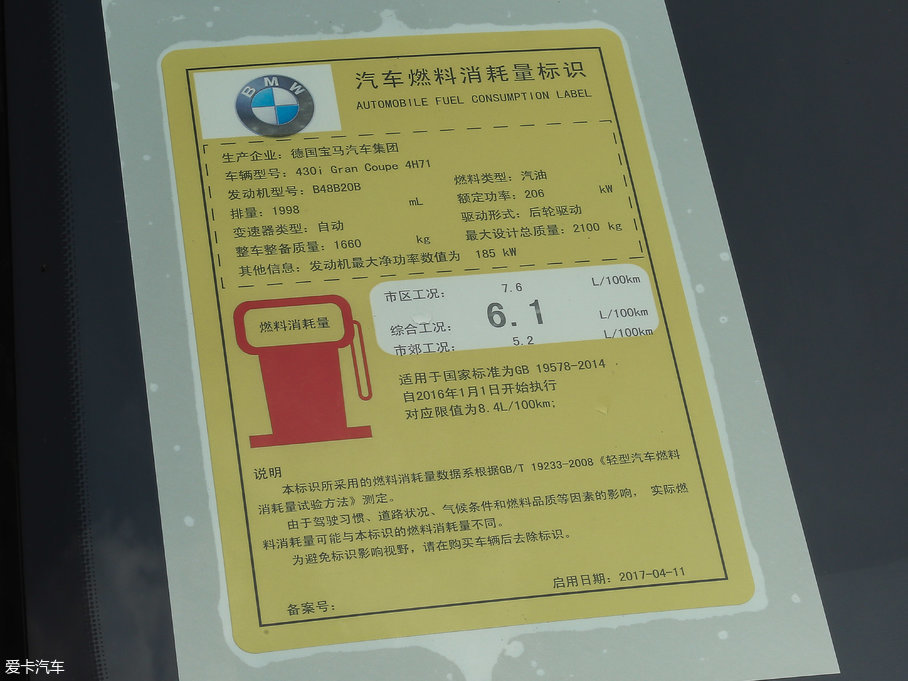 BMW
汽车燃料消耗量标识
AUTOMOBILE FUEL CONSUMPTION LABEL
生产企业：德国宝马汽车集团
车辆型号：430i Gran Coupe 4H71
发动机型号：B48B20B 燃料类型：汽油
排量：1998 mL 额定功率：206 kW
变速器类型：自动 驱动形式：后轮驱动
整车整备质量：1660 kg 最大设计总质量：2100 kg
其他信息：发动机最大净功率数值为 185 kW
燃料消耗量
市区工况： 7.6 L/100km
综合工况： 6.1 L/100km
市郊工况： 5.2 L/100km
适用于国家标准为GB 19578-2014
自2016年1月1日开始执行
对应限值为8.4L/100km;
说明
本标识所采用的燃料消耗量数据系根据GB/T 19233-2008《轻型汽车燃料
消耗量试验方法》测定。
由于驾驶习惯、道路状况、气候条件和燃料品质等因素的影响， 实际燃
料消耗量可能与本标识的燃料消耗量不同。
为避免标识影响视野，请在购买车辆后去除标识。
备案号： 启用日期：2017-04-11
爱卡汽车